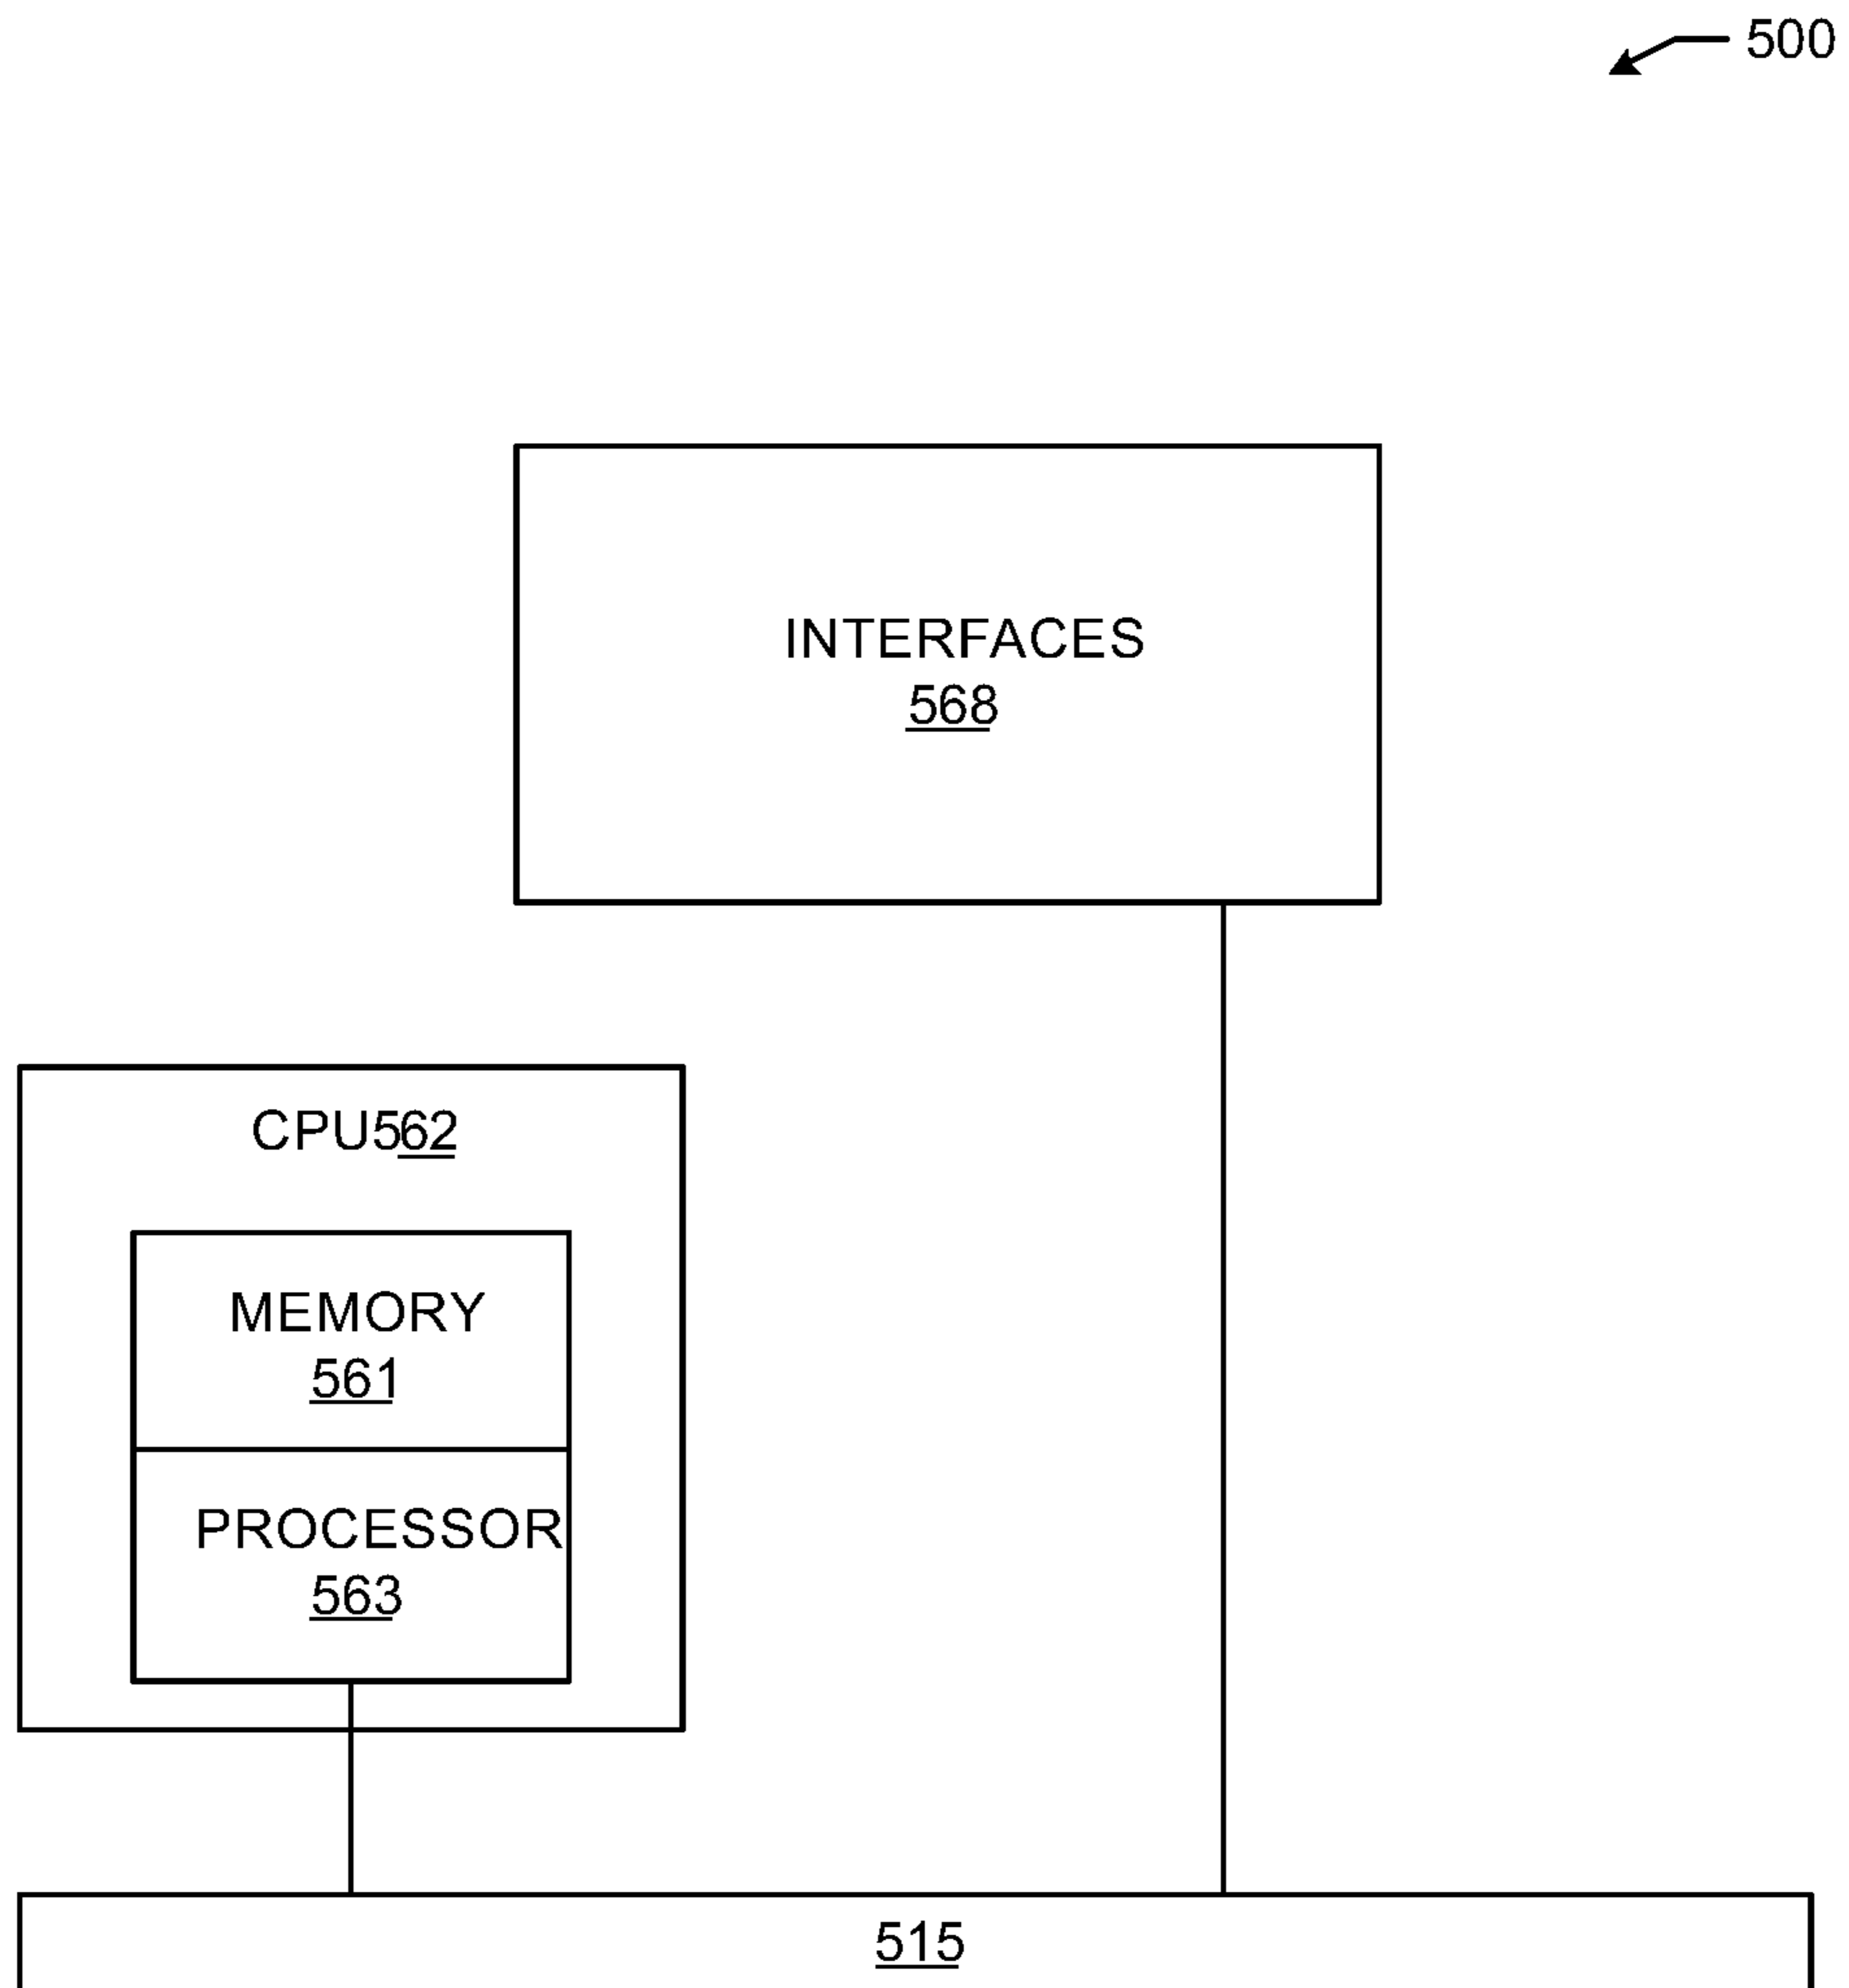 500
INTERFACES
568
CPU562
MEMORY
561
PROCESSOR
563
515